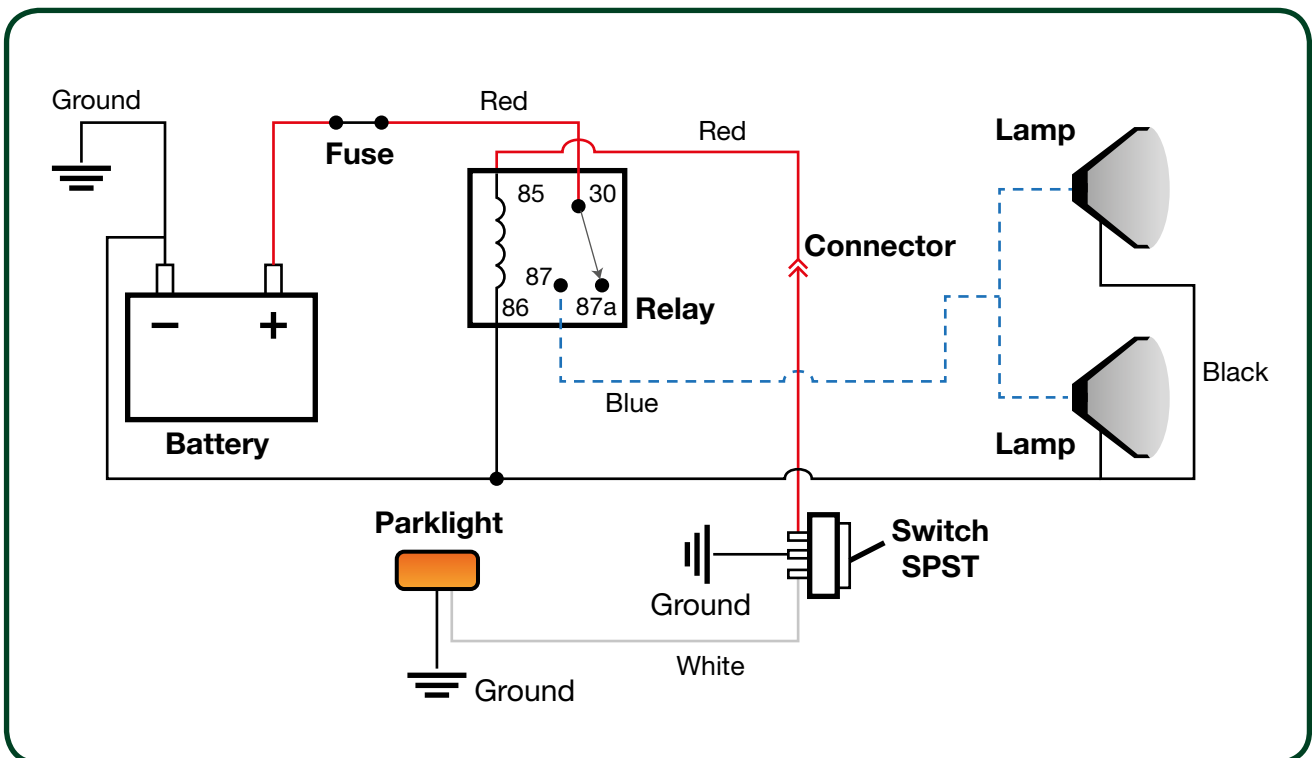 Ground
Red
Fuse
Red
Lamp
85
30
Connector
87
86
87a
Relay
−
+
Battery
Blue
Black
Lamp
Parklight
Switch
SPST
Ground
White
Ground